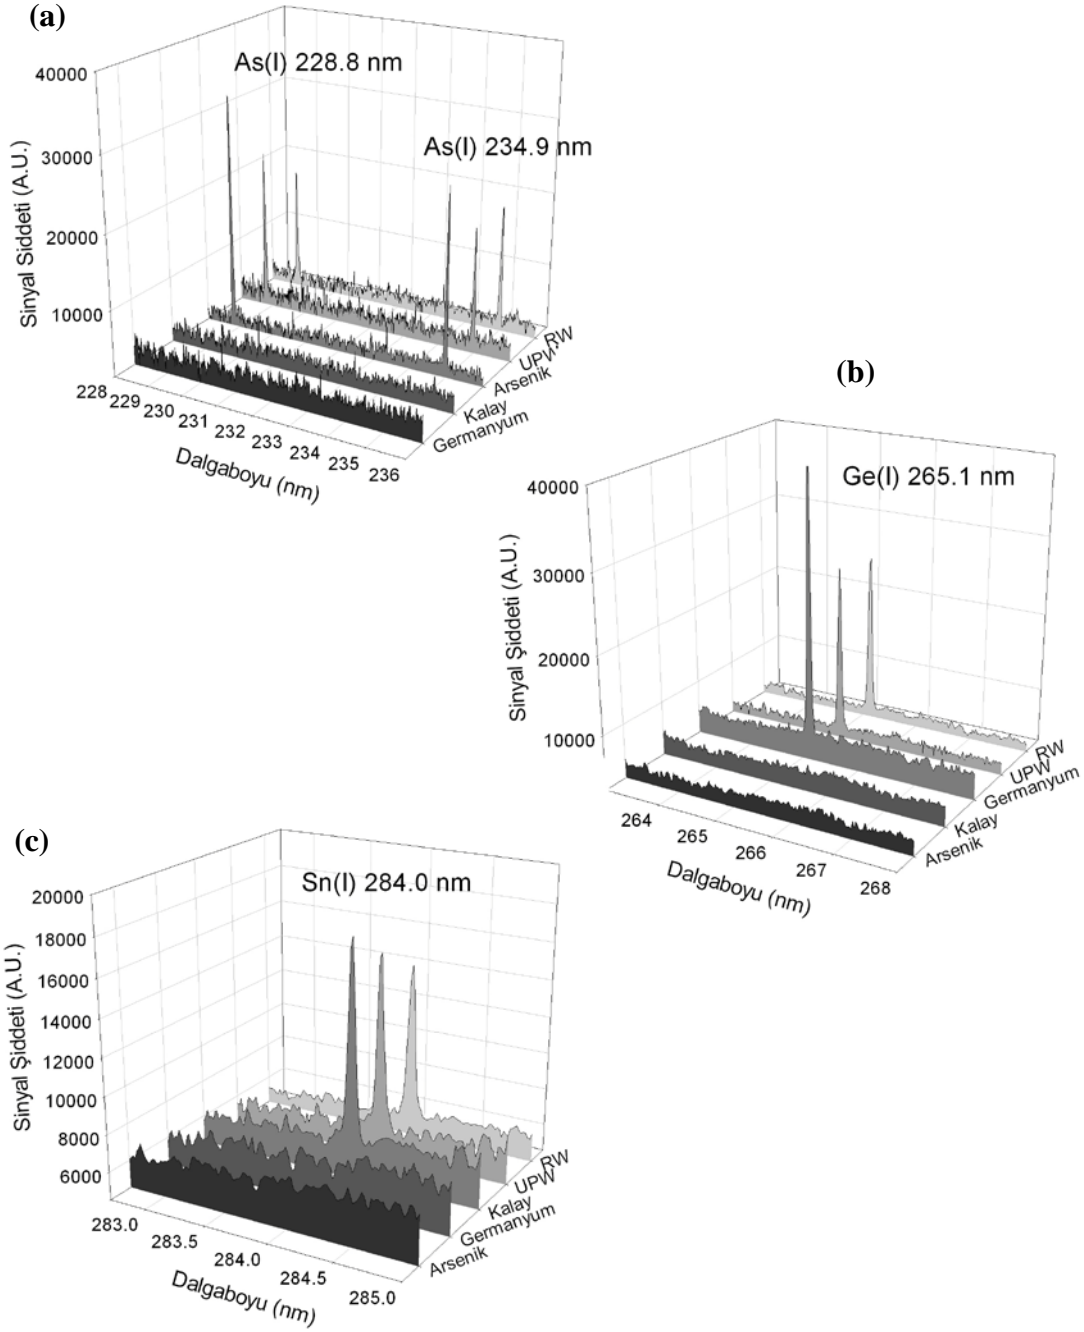 (a)
As(I) 228.8 nm
As(I) 234.9 nm
Sinyal Siddeti (A.U.)
40000
30000
20000
10000
228
229
230
231
232
233
234
235
236
Dalgaboyu (nm)
RW
UPW
Arsenik
Kalay
Germanyum
(b)
Ge(I) 265.1 nm
Sinyal Şiddeti (A.U.)
40000
30000
20000
10000
264
265
266
267
268
Dalgaboyu (nm)
RW
UPW
Germanyum
Kalay
Arsenik
(c)
Sn(I) 284.0 nm
Sinyal Şiddeti (A.U.)
20000
18000
16000
14000
12000
10000
8000
6000
283.0
283.5
284.0
284.5
285.0
Dalgaboyu (nm)
RW
UPW
Kalay
Germanyum
Arsenik